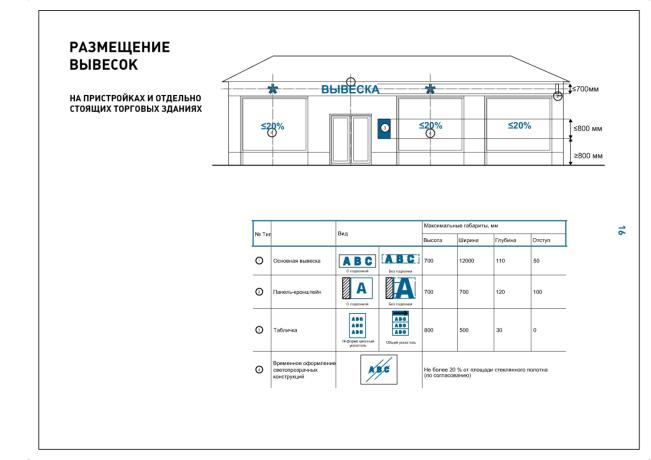 РАЗМЕЩЕНИЕ
ВЫВЕСОК
НА ПРИСТРОЙКАХ И ОТДЕЛЬНО
СТОЯЩИХ ТОРГОВЫХ ЗДАНИЯХ
* ВЫВЕСКА *
≤700мм
≤20% ≤20% ≤20%
≤800 мм
≥800 мм
16
№ Тип Вид Максимальные габариты, мм
Высота Ширина Глубина Отступ
1 Основная вывеска ABC ABC 700 12000 110 50
С подложкой Без подложки
2 Панель-кронштейн A A 700 700 120 100
С подложкой Без подложки
Табличка 800 500 30 0
указатель Общий указатель
Временное оформление
светопрозрачных
конструкций
ABC
Не более 20 % от площади стеклянного полотна
(по согласованию)